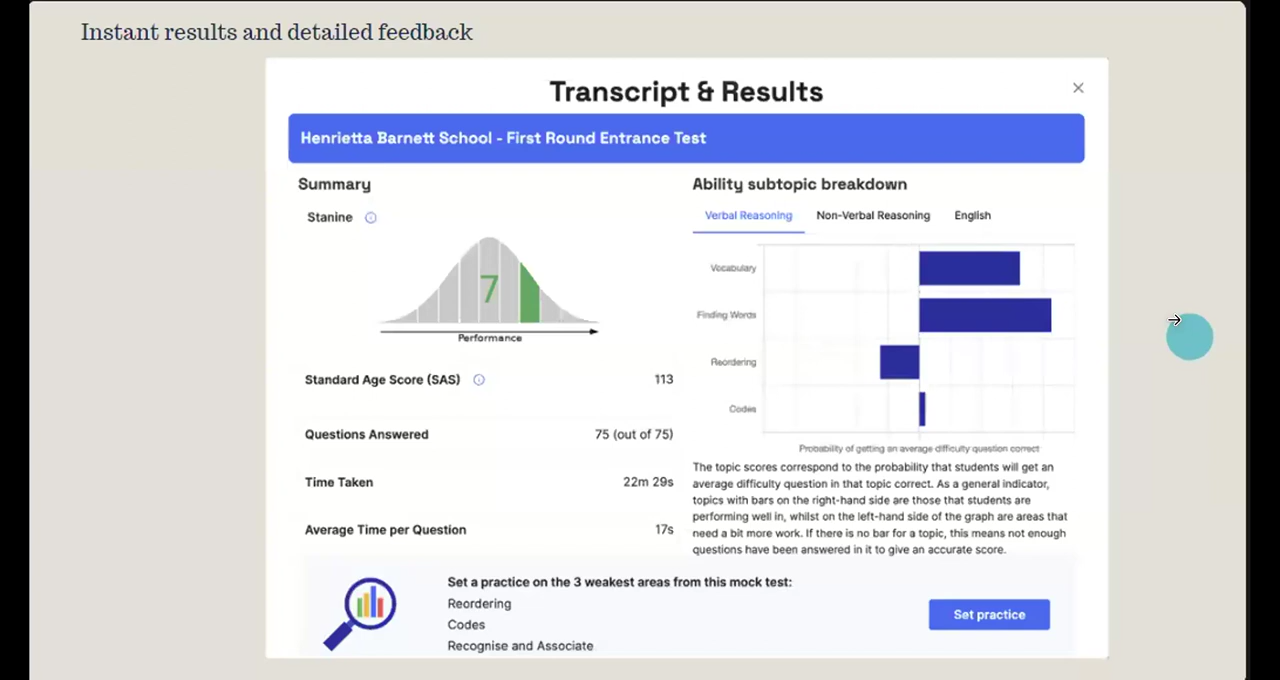 Instant results and detailed feedback
Transcript & Results
Henrietta Barnett School - First Round Entrance Test
Summary
Stanine
7
Performance
Standard Age Score (SAS) 113
Questions Answered 75 (out of 75)
Time Taken 22m 29s
Average Time per Question 17s
Ability subtopic breakdown
Verbal Reasoning Non-Verbal Reasoning English
Vocabulary
Finding Words
Reordering
Codes
Probability of getting an average difficulty question correct
The topic scores correspond to the probability that students will get an
average difficulty question in that topic correct. As a general indicator,
topics with bars on the right-hand side are those that students are
performing well in, whilst on the left-hand side of the graph are areas that
need a bit more work. If there is no bar for a topic, this means not enough
questions have been answered in it to give an accurate score.
Set a practice on the 3 weakest areas from this mock test:
Reordering
Codes
Recognise and Associate
Set practice